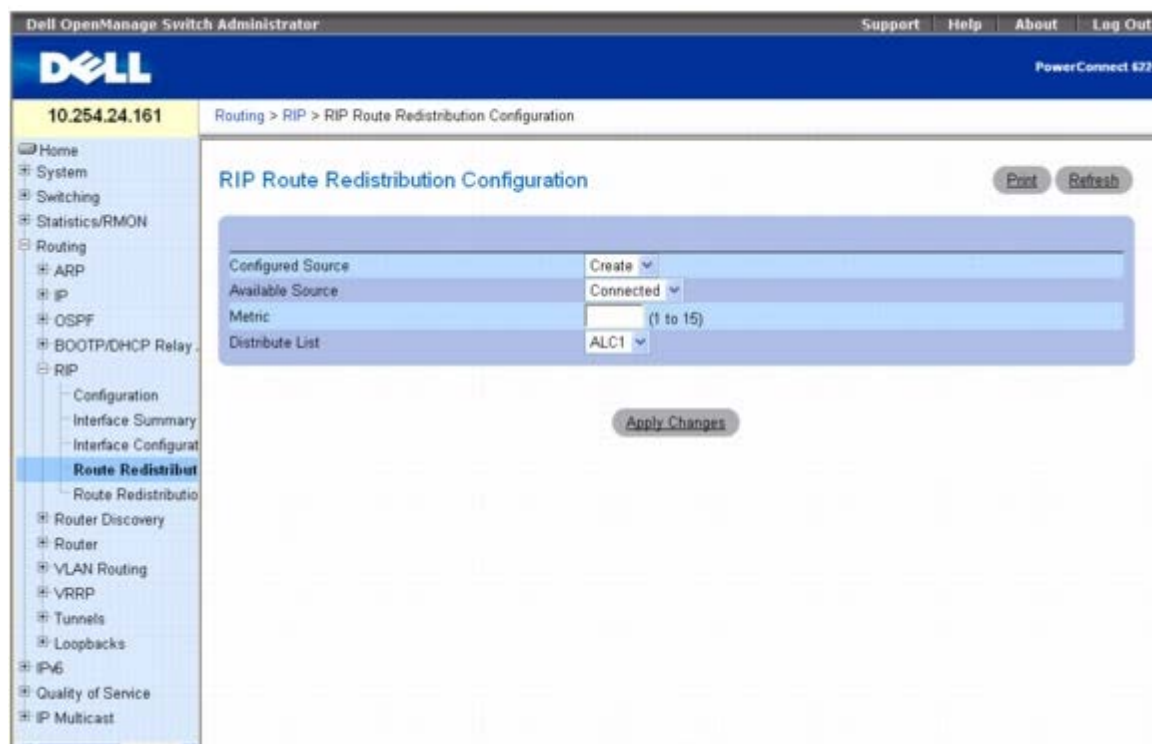 Dell OpenManage Switch Administrator
Support Help About Log Out
DELL
PowerConnect 622
10.254.24.161
Routing > RIP > RIP Route Redistribution Configuration
Home
System
Switching
Statistics/RMON
Routing
ARP
IP
OSPF
BOOTP/DHCP Relay
RIP
Configuration
Interface Summary
Interface Configurat
Route Redistribut
Route Redistributio
Router Discovery
Router
VLAN Routing
VRRP
Tunnels
Loopbacks
IPv6
Quality of Service
IP Multicast
RIP Route Redistribution Configuration
Print Refresh
Configured Source Create
Available Source Connected
Metric (1 to 15)
Distribute List ALC1
Apply Changes